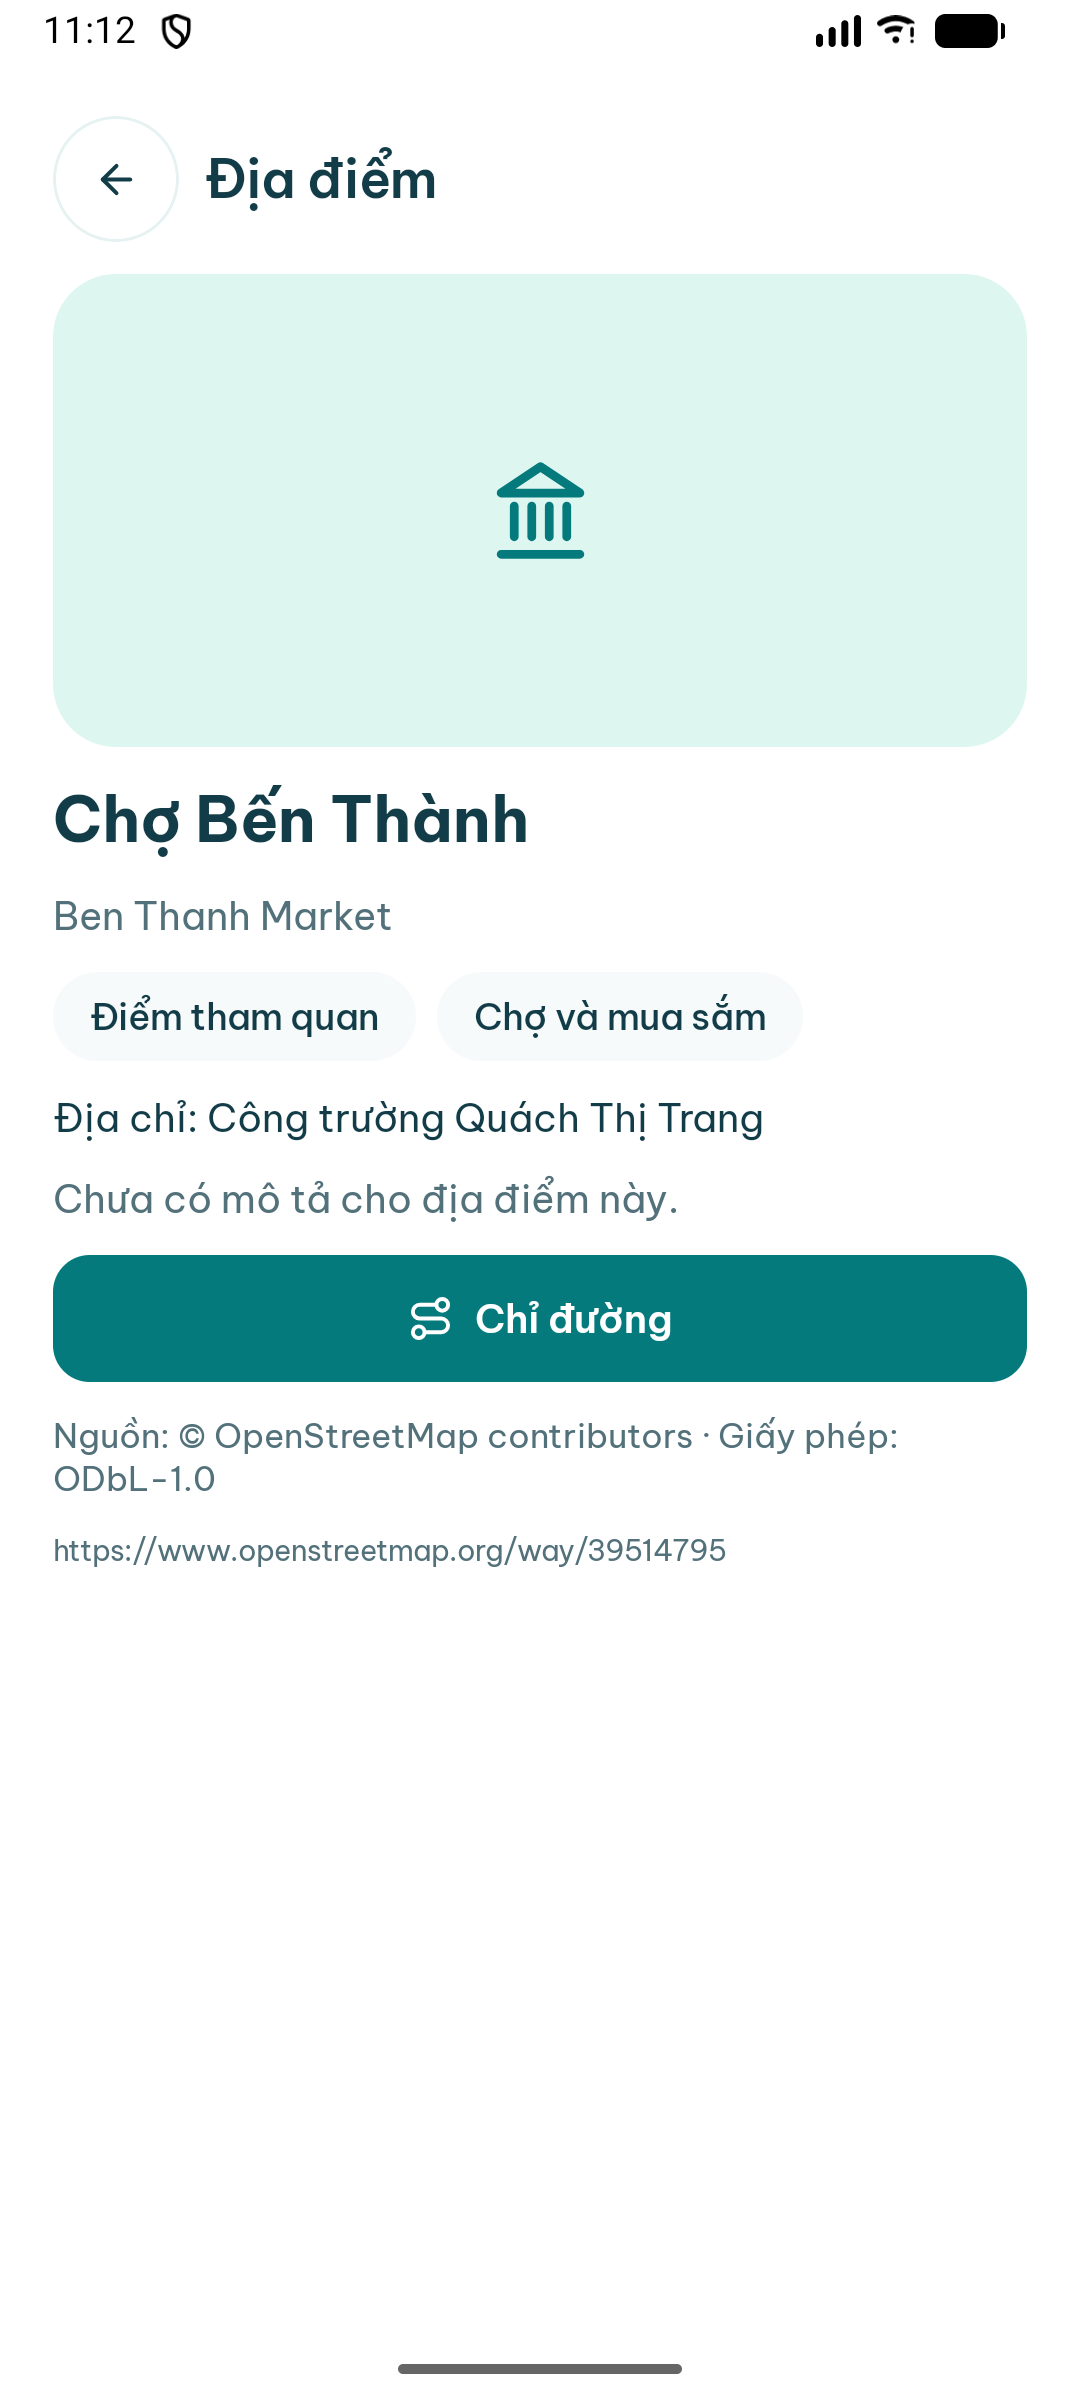 11:12
Địa điểm
Chợ Bến Thành
Ben Thanh Market
Điểm tham quan
Chợ và mua sắm
Địa chỉ: Công trường Quách Thị Trang
Chưa có mô tả cho địa điểm này.
Chỉ đường
Nguồn: © OpenStreetMap contributors · Giấy phép:
ODbL-1.0
https://www.openstreetmap.org/way/39514795